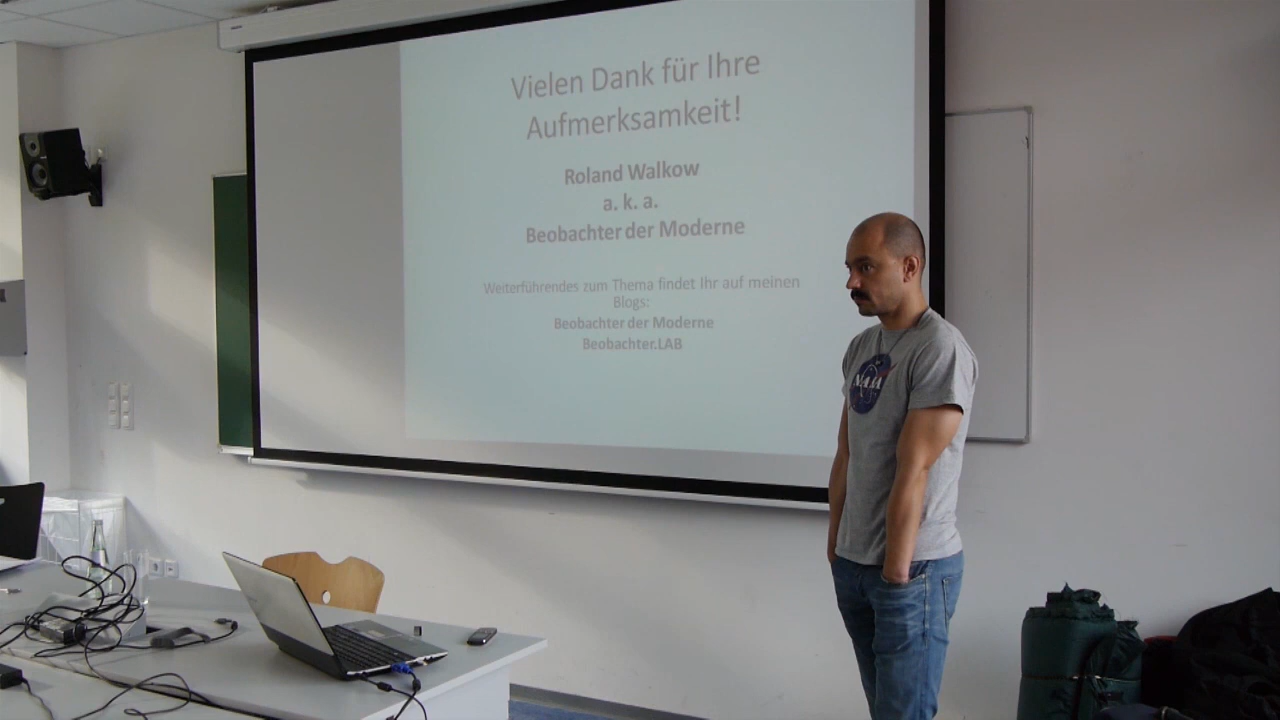 Vielen Dank für Ihre
Aufmerksamkeit!
Roland Walkow
a. k. a.
Beobachter der Moderne
Weiterführendes zum Thema findet Ihr auf meinen
Blogs:
Beobachter der Moderne
Beobachter.LAB
NASA